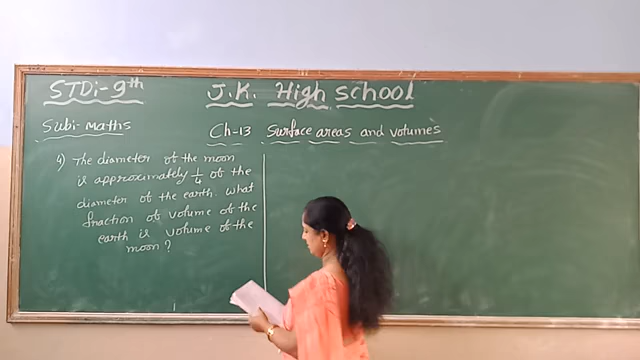 STD:- 9th
J.K. High school
Sub:- maths
Ch-13 Surface areas and volumes
4) The diameter of the moon
is approximately 1/4 of the
diameter of the earth. What
fraction of volume of the
earth is volume of the
moon?